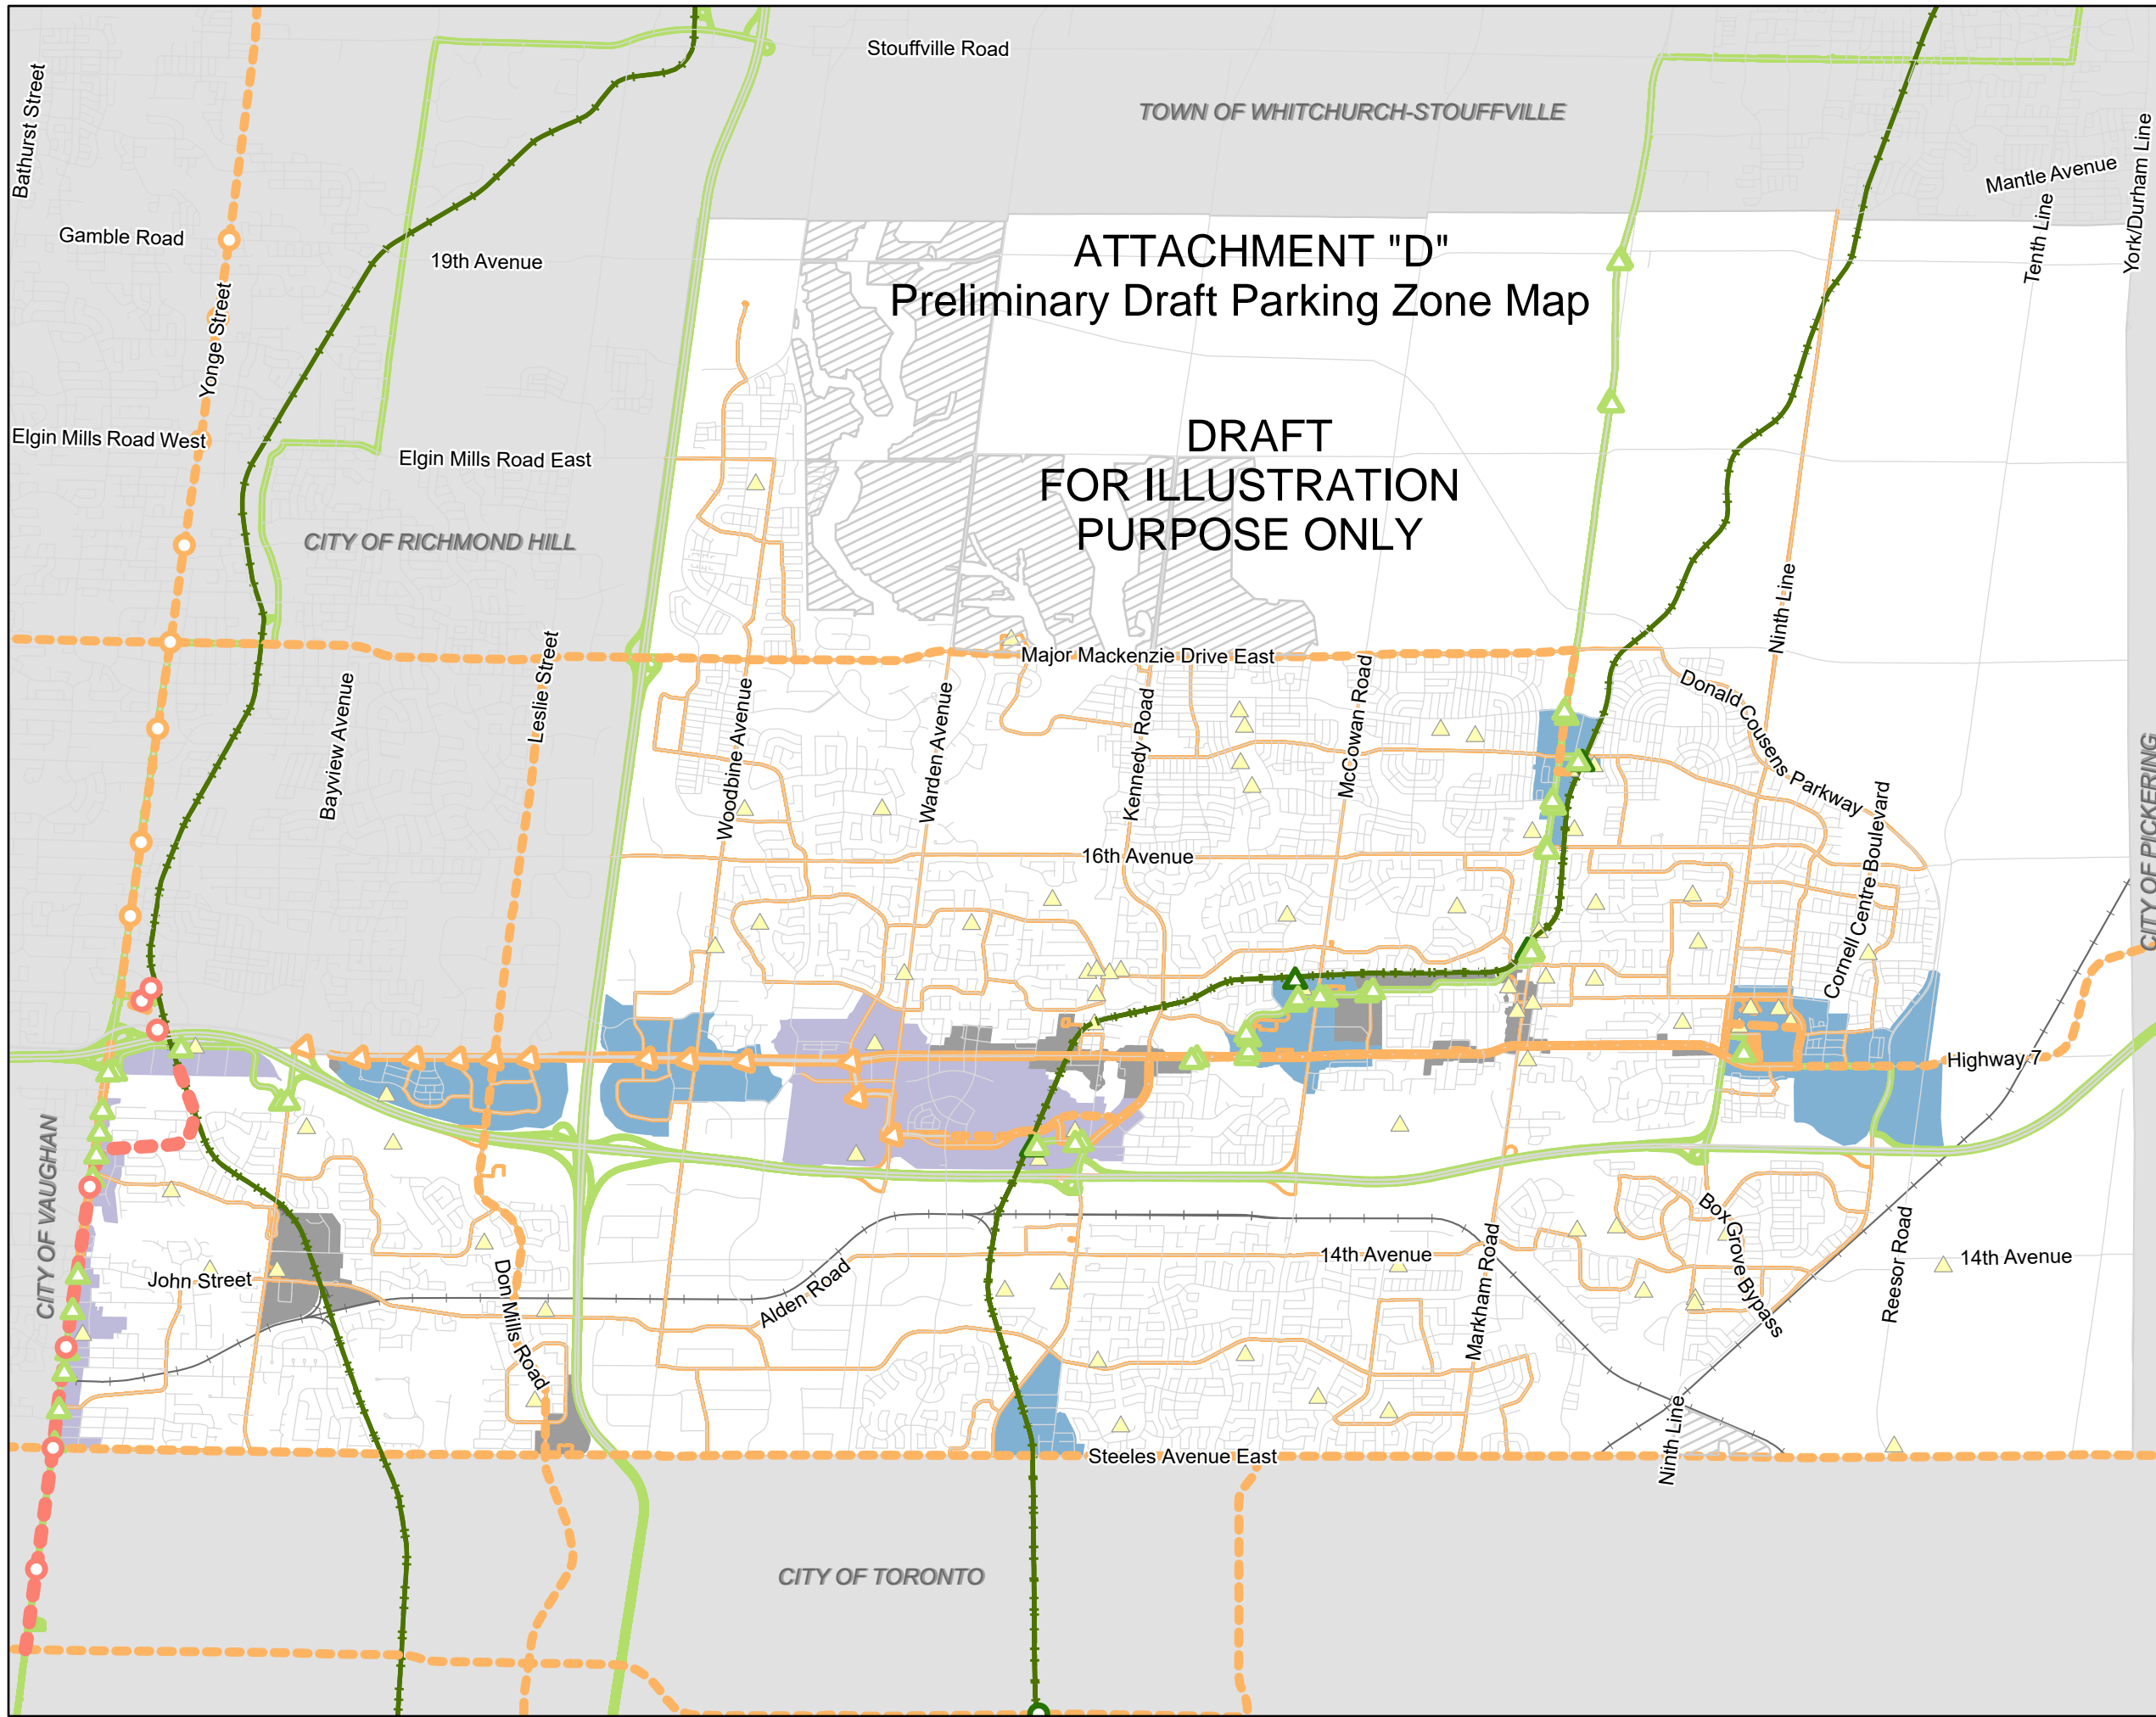 Stouffville Road
TOWN OF WHITCHURCH-STOUFFVILLE
Bathurst Street
Mantle Avenue
York/Durham Line
Tenth Line
Gamble Road
19th Avenue
ATTACHMENT "D"
Preliminary Draft Parking Zone Map
Yonge Street
DRAFT
FOR ILLUSTRATION
PURPOSE ONLY
Elgin Mills Road West
Elgin Mills Road East
CITY OF RICHMOND HILL
Ninth Line
Major Mackenzie Drive East
Leslie Street
Bayview Avenue
Woodbine Avenue
Warden Avenue
Kennedy Road
McCowan Road
Donald Cousens Parkway
CITY OF PICKERING
16th Avenue
Cornell Centre Boulevard
Highway 7
CITY OF VAUGHAN
Box Grove Bypass
Reesor Road
14th Avenue
14th Avenue
John Street
Don Mills Road
Alden Road
Markham Road
Ninth Line
Steeles Avenue East
CITY OF TORONTO